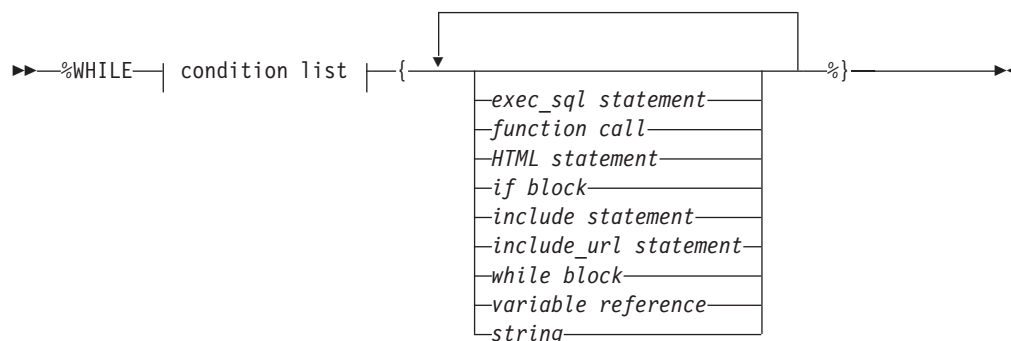 %WHILE condition list { %}
exec_sql statement
function call
HTML statement
if block
include statement
include_url statement
while block
variable reference
string